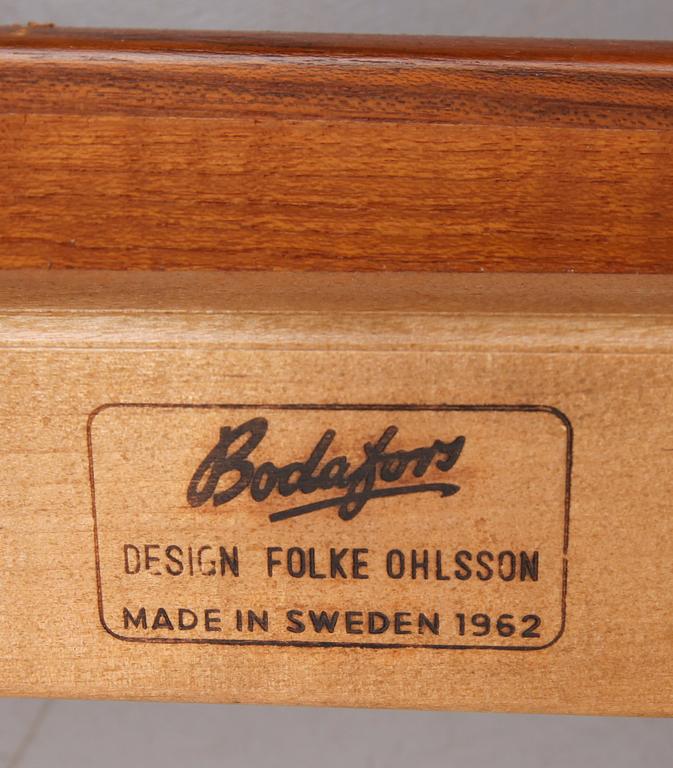 Bodafors
DESIGN FOLKE OHLSSON
MADE IN SWEDEN 1962